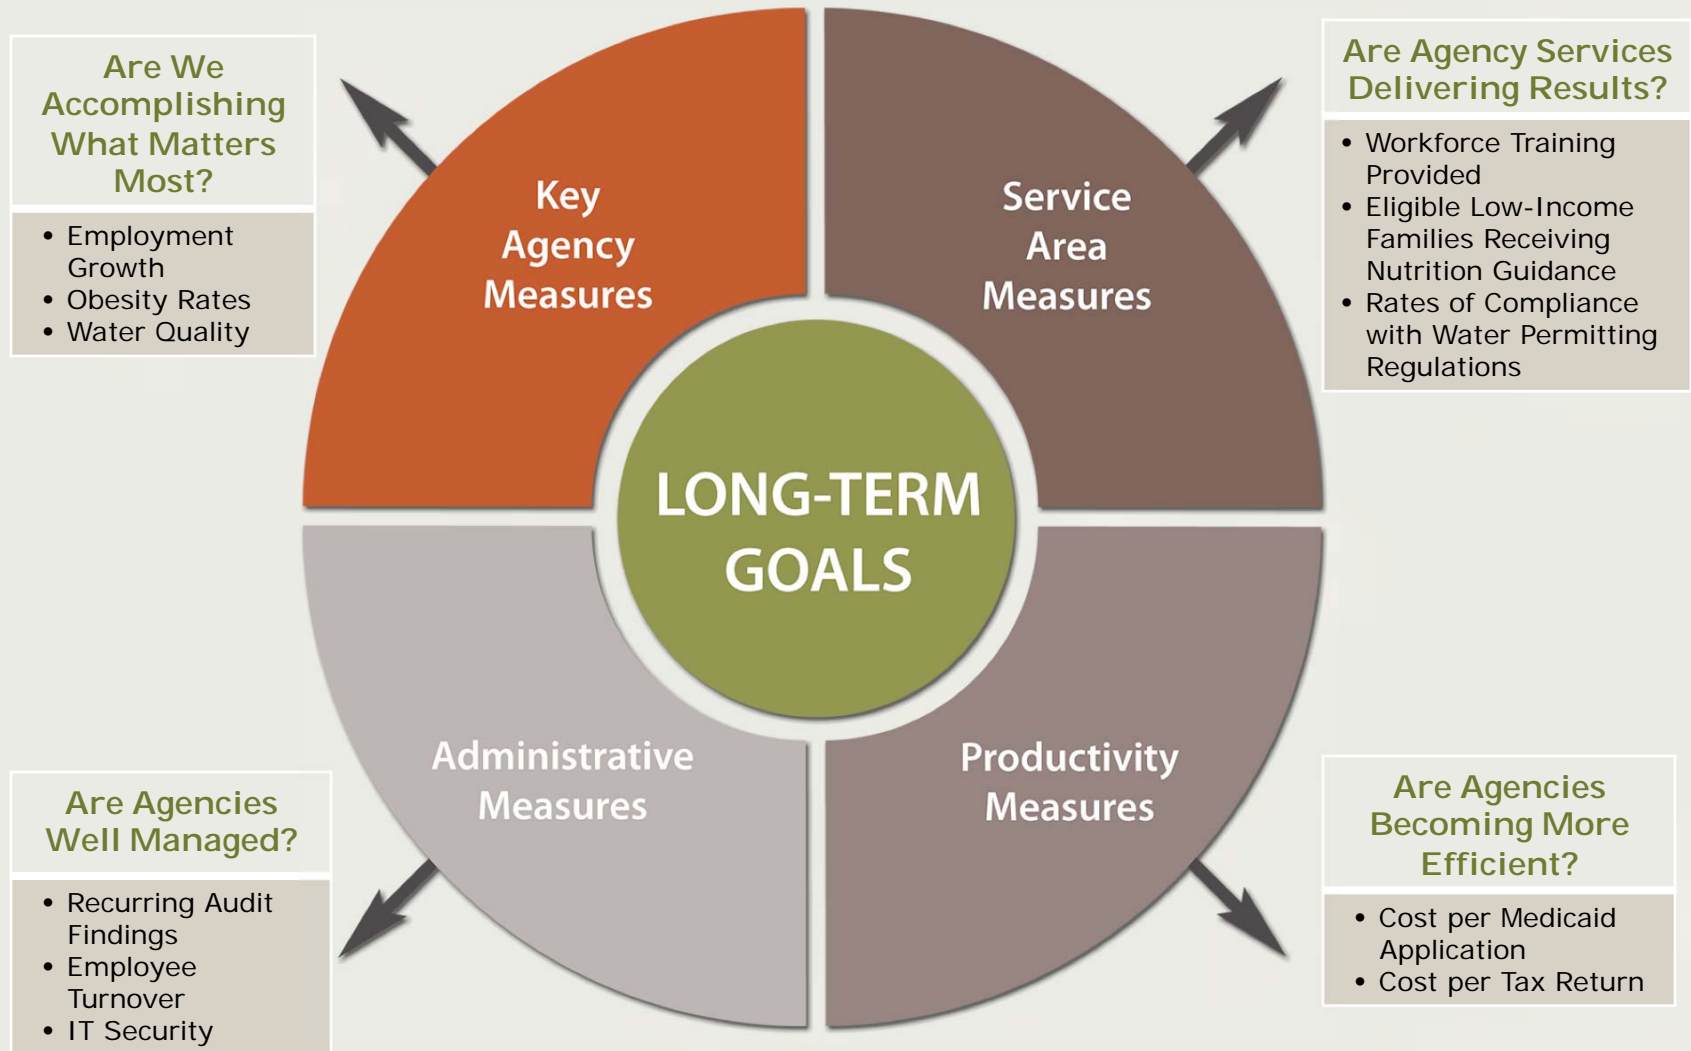 Are We
Accomplishing
What Matters
Most?
• Employment
Growth
• Obesity Rates
• Water Quality
Key
Agency
Measures
Service
Area
Measures
Are Agency Services
Delivering Results?
• Workforce Training
Provided
• Eligible Low-Income
Families Receiving
Nutrition Guidance
• Rates of Compliance
with Water Permitting
Regulations
LONG-TERM
GOALS
Administrative
Measures
Productivity
Measures
Are Agencies
Well Managed?
• Recurring Audit
Findings
• Employee
Turnover
• IT Security
Are Agencies
Becoming More
Efficient?
• Cost per Medicaid
Application
• Cost per Tax Return